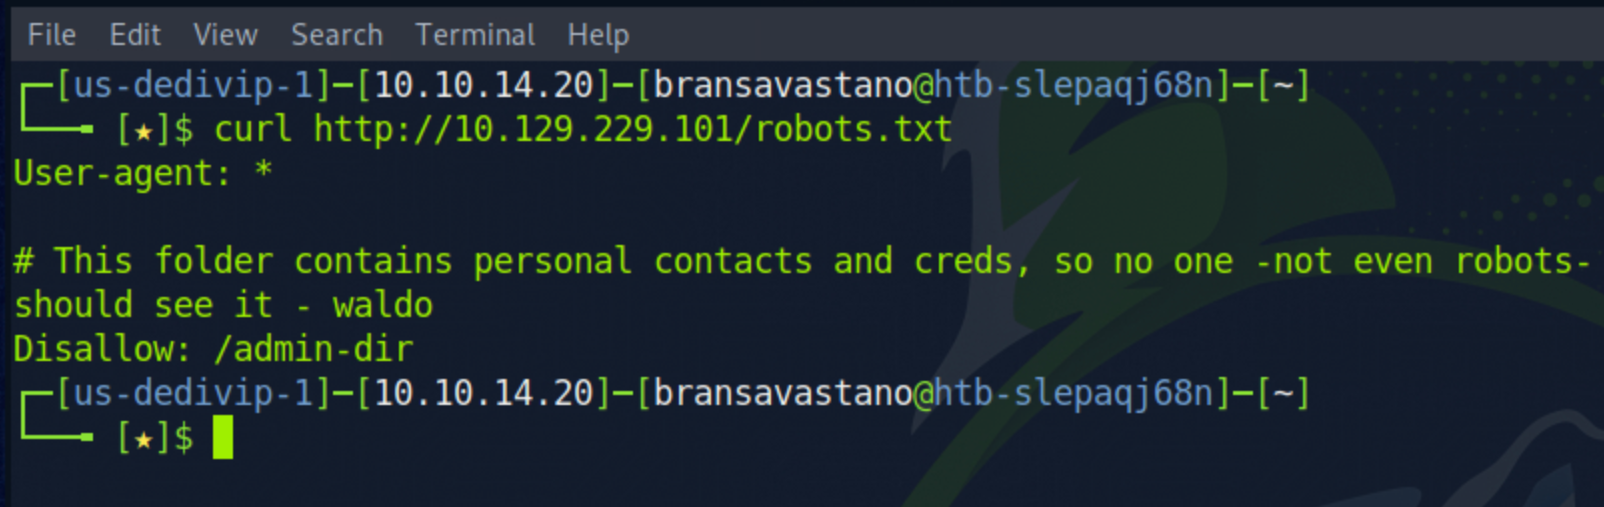 File Edit View Search Terminal Help
┌─[us-dedivip-1]─[10.10.14.20]─[bransavastano@htb-slepaqj68n]─[~]
└──╼ [★]$ curl http://10.129.229.101/robots.txt
User-agent: *
# This folder contains personal contacts and creds, so no one -not even robots-
should see it - waldo
Disallow: /admin-dir
┌─[us-dedivip-1]─[10.10.14.20]─[bransavastano@htb-slepaqj68n]─[~]
└──╼ [★]$